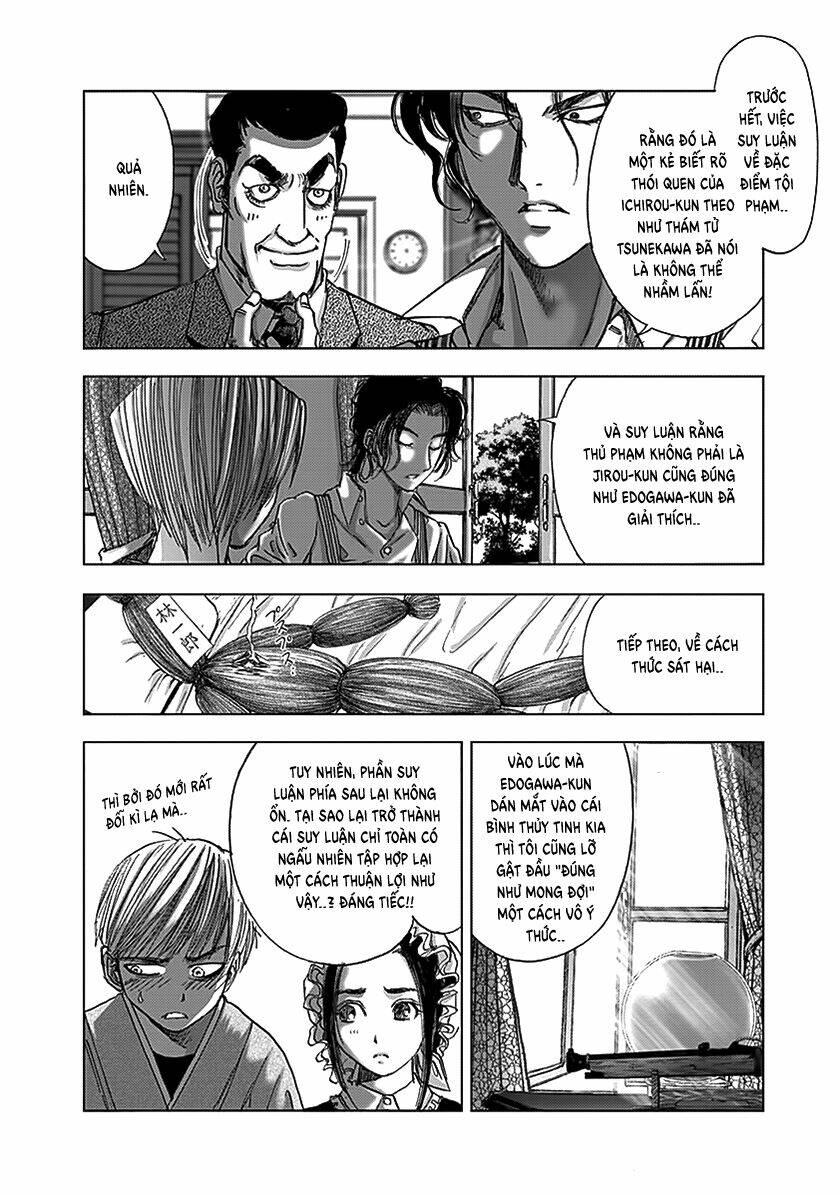 TRƯỚC
HẾT, VIỆC
SUY LUẬN
VỀ ĐẶC
ĐIỂM TỘI
PHẠM..
RẰNG ĐÓ LÀ
MỘT KẺ BIẾT RÕ
THÓI QUEN CỦA
ICHIROU-KUN THEO
NHƯ THÁM TỬ
TSUNEKAWA ĐÃ NÓI
LÀ KHÔNG THỂ
NHẦM LẪN!
QUẢ
NHIÊN.
VÀ SUY LUẬN RẰNG
THỦ PHẠM KHÔNG PHẢI LÀ
JIROU-KUN CŨNG ĐÚNG
NHƯ EDOGAWA-KUN ĐÃ
GIẢI THÍCH..
TIẾP THEO, VỀ CÁCH
THỨC SÁT HẠI..
プスプス…
林一郎
VÀO LÚC MÀ
EDOGAWA-KUN
DÁN MẮT VÀO CÁI
BÌNH THỦY TINH KIA
THÌ TÔI CŨNG LỠ
GẬT ĐẦU "ĐÚNG
NHƯ MONG ĐỢI"
MỘT CÁCH VÔ Ý
THỨC..
TUY NHIÊN, PHẦN SUY
LUẬN PHÍA SAU LẠI KHÔNG
ỔN. TẠI SAO LẠI TRỞ THÀNH
CÁI SUY LUẬN CHỈ TOÀN CÓ
NGẪU NHIÊN TẬP HỢP LẠI
MỘT CÁCH THUẬN LỢI NHƯ
VẬY..? ĐÁNG TIẾC!!
THÌ BỞI ĐÓ MỚI RẤT
ĐỖI KÌ LẠ MÀ..